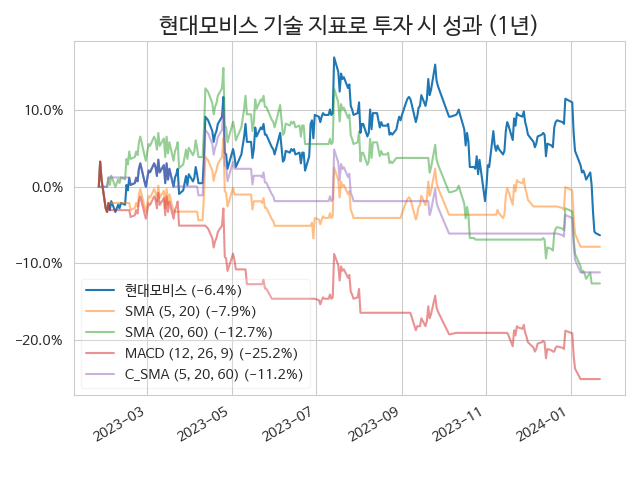 현대모비스 기술 지표로 투자 시 성과 (1년)
10.0%
0.0%
−10.0%
−20.0%
현대모비스 (−6.4%)
SMA (5, 20) (−7.9%)
SMA (20, 60) (−12.7%)
MACD (12, 26, 9) (−25.2%)
C_SMA (5, 20, 60) (−11.2%)
2023−03
2023−05
2023−07
2023−09
2023−11
2024−01